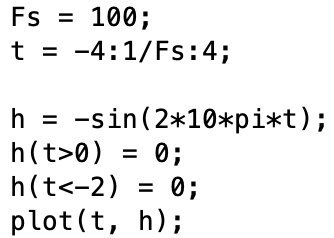 Fs = 100;
t = -4:1/Fs:4;
h = -sin(2*10*pi*t);
h(t>0) = 0;
h(t<-2) = 0;
plot(t, h);